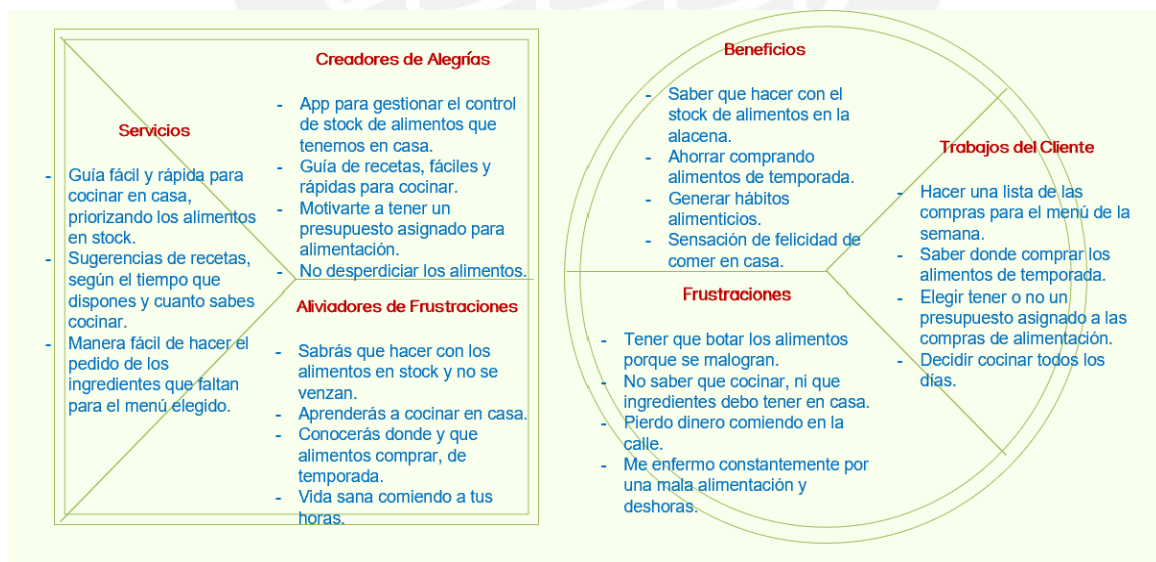 Servicios
- Guía fácil y rápida para
cocinar en casa,
priorizando los alimentos
en stock.
- Sugerencias de recetas,
según el tiempo que
dispones y cuanto sabes
cocinar.
- Manera fácil de hacer el
pedido de los
ingredientes que faltan
para el menú elegido.
Creadores de Alegrías
- App para gestionar el control
de stock de alimentos que
tenemos en casa.
- Guía de recetas, fáciles y
rápidas para cocinar.
- Motivarte a tener un
presupuesto asignado para
alimentación.
- No desperdiciar los alimentos.
Aliviadores de Frustraciones
- Sabrás que hacer con los
alimentos en stock y no se
venzan.
- Aprenderás a cocinar en casa.
- Conocerás donde y que
alimentos comprar, de
temporada.
- Vida sana comiendo a tus
horas.
Beneficios
- Saber que hacer con el
stock de alimentos en la
alacena.
- Ahorrar comprando
alimentos de temporada.
- Generar hábitos
alimenticios.
- Sensación de felicidad de
comer en casa.
Frustraciones
- Tener que botar los alimentos
porque se malogran.
- No saber que cocinar, ni que
ingredientes debo tener en casa.
- Pierdo dinero comiendo en la
calle.
- Me enfermo constantemente por
una mala alimentación y
deshoras.
Trabajos del Cliente
- Hacer una lista de las
compras para el menú de la
semana.
- Saber donde comprar los
alimentos de temporada.
- Elegir tener o no un
presupuesto asignado a las
compras de alimentación.
- Decidir cocinar todos los
días.